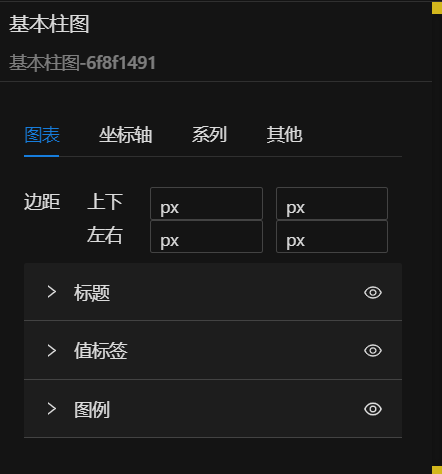 基本柱图
基本柱图-6f8f1491
图表 坐标轴 系列 其他
边距 上下 px px
左右 px px
标题
值标签
图例